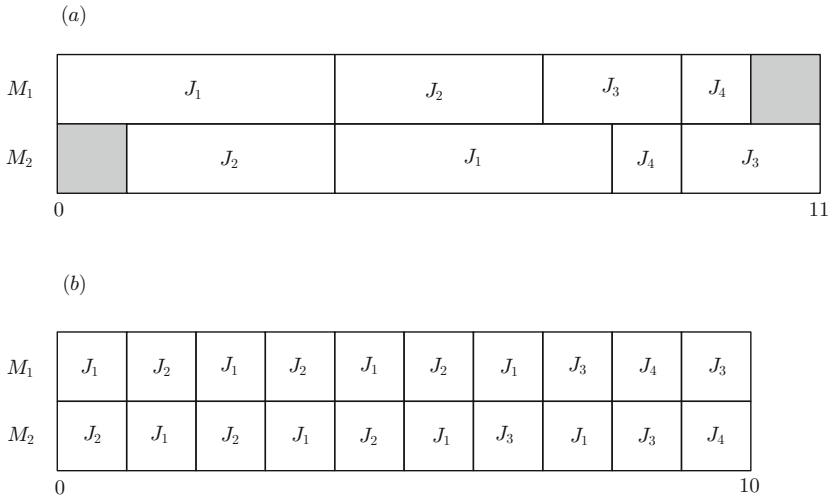 (a)
M₁ J₁ J₂ J₃ J₄
M₂ J₂ J₁ J₄ J₃
0 11
(b)
M₁ J₁ J₂ J₁ J₂ J₁ J₂ J₁ J₃ J₄ J₃
M₂ J₂ J₁ J₂ J₁ J₂ J₁ J₃ J₁ J₃ J₄
0 10